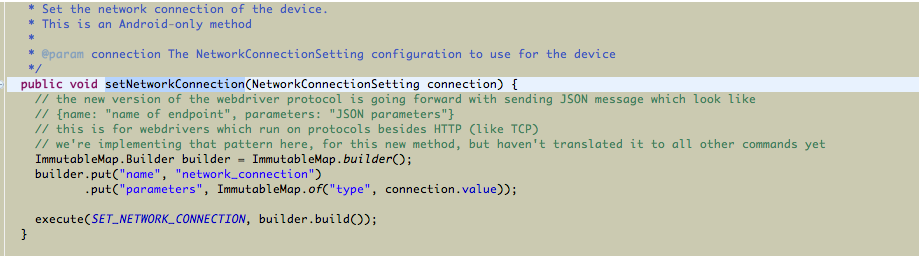 * Set the network connection of the device.
* This is an Android-only method
*
* @param connection The NetworkConnectionSetting configuration to use for the device
*/
public void setNetworkConnection(NetworkConnectionSetting connection) {
// the new version of the webdriver protocol is going forward with sending JSON message which look like
// {name: "name of endpoint", parameters: "JSON parameters"}
// this is for webdrivers which run on protocols besides HTTP (like TCP)
// we're implementing that pattern here, for this new method, but haven't translated it to all other commands yet
ImmutableMap.Builder builder = ImmutableMap.builder();
builder.put("name", "network_connection")
.put("parameters", ImmutableMap.of("type", connection.value));
execute(SET_NETWORK_CONNECTION, builder.build());
}